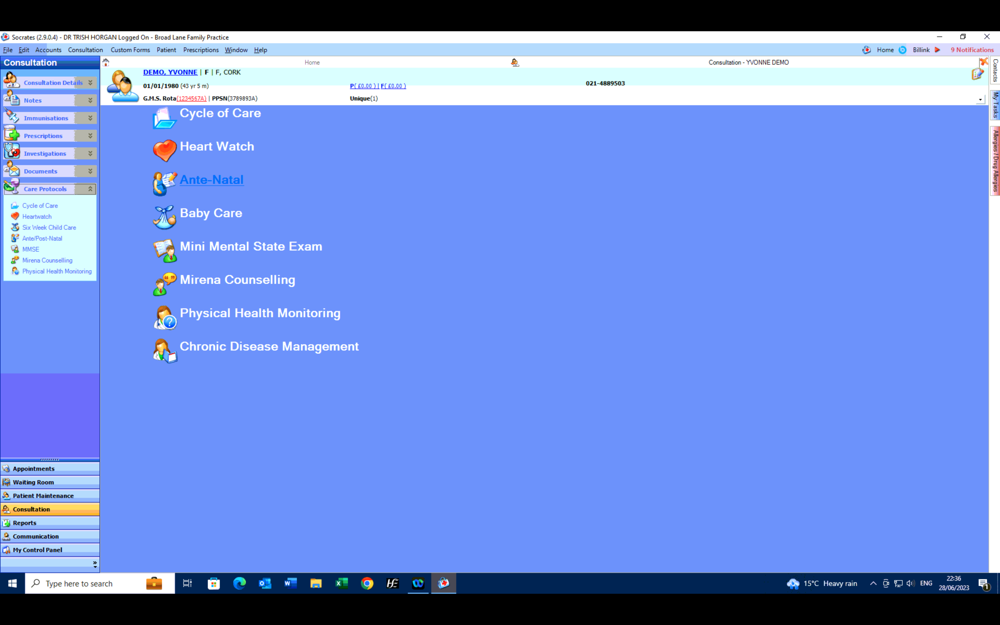 Socrates (2.9.0.4) - DR TRISH HORGAN Logged On - Broad Lane Family Practice
File Edit Accounts Consultation Custom Forms Patient Prescriptions Window Help Home Billink 9 Notifications
Consultation
Home Consultation - YVONNE DEMO
DEMO, YVONNE | F | F, CORK
01/01/1980 (43 yr 5 m) P( £0.00 ) | F( £0.00 ) 021-4889503
G.M.S. Rota(1234567A) | PPSN(3789893A) Unique(1)
Contacts
My Tasks
Allergies / Drug Allergies
Consultation Details
Notes
Immunisations
Prescriptions
Investigations
Documents
Care Protocols
Cycle of Care
Heartwatch
Six Week Child Care
Ante/Post-Natal
MMSE
Mirena Counselling
Physical Health Monitoring
Cycle of Care
Heart Watch
Ante-Natal
Baby Care
Mini Mental State Exam
Mirena Counselling
Physical Health Monitoring
Chronic Disease Management
Appointments
Waiting Room
Patient Maintenance
Consultation
Reports
Communication
My Control Panel
Type here to search
15°C Heavy rain
ENG
22:36
28/06/2023
1